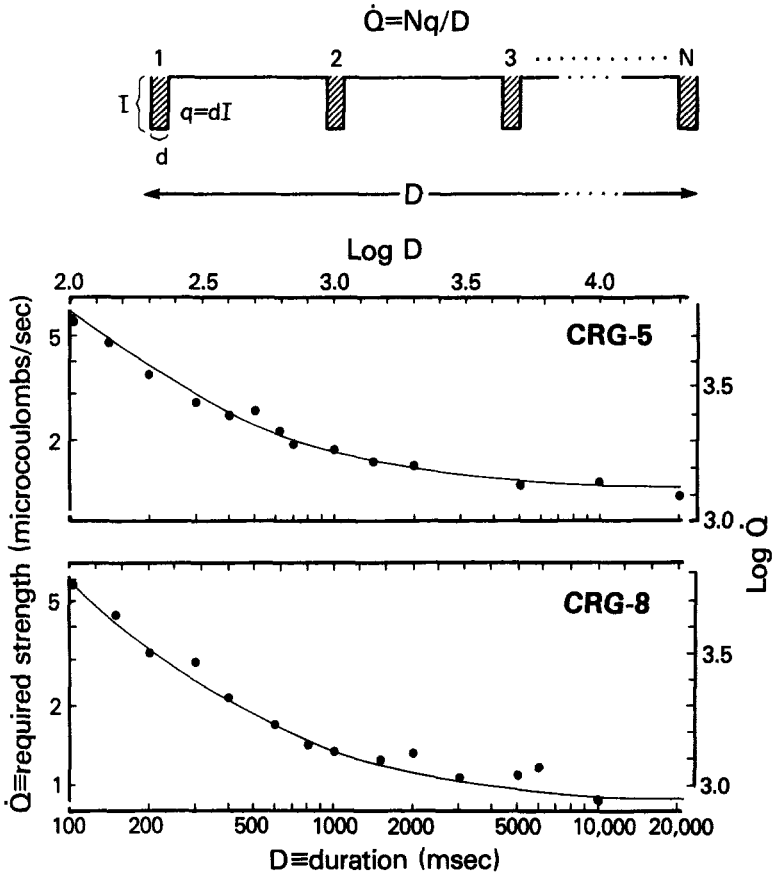 Q̇=Nq/D
1 2 3 N
I q=dI
d
D
Log D
2.0 2.5 3.0 3.5 4.0
Q̇≡required strength (microcoulombs/sec)
CRG-5
5
2
3.5
3.0
Log Q̇
CRG-8
5
2
1
3.5
3.0
100 200 500 1000 2000 5000 10,000 20,000
D≡duration (msec)